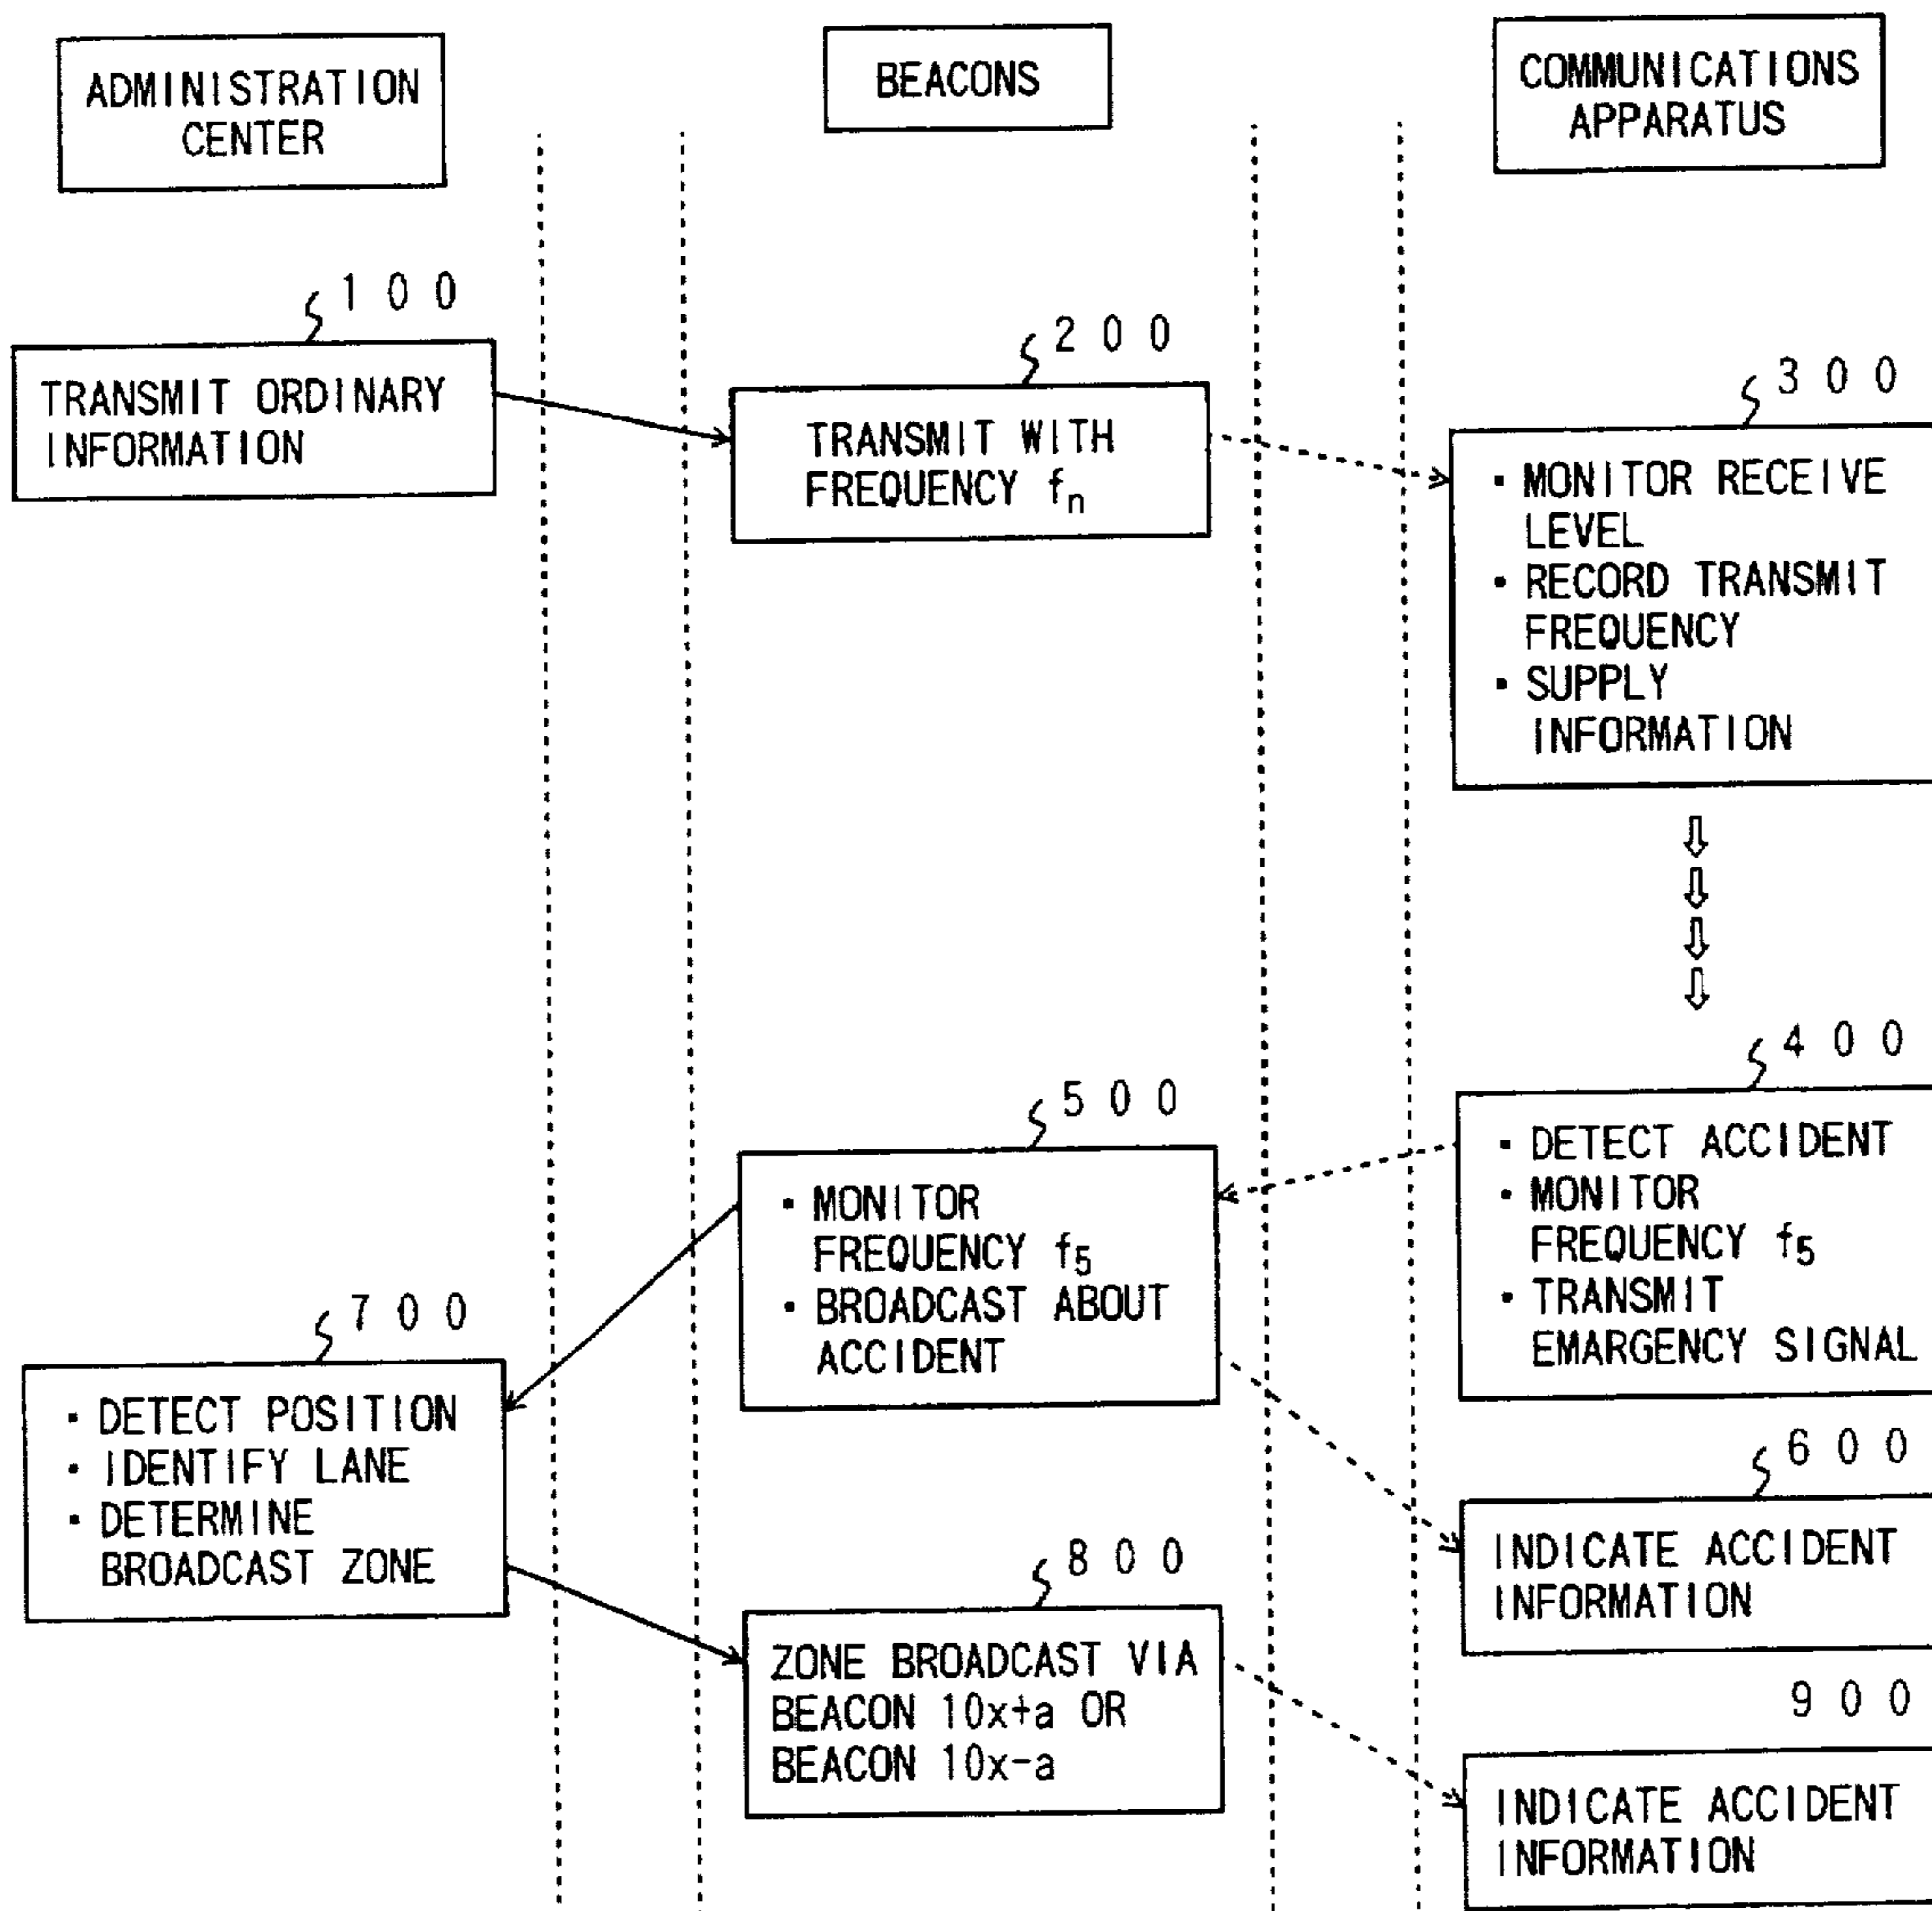 ADMINISTRATION
CENTER
BEACONS
COMMUNICATIONS
APPARATUS
100
TRANSMIT ORDINARY
INFORMATION
200
TRANSMIT WITH
FREQUENCY fn
300
· MONITOR RECEIVE
LEVEL
· RECORD TRANSMIT
FREQUENCY
· SUPPLY
INFORMATION
400
· DETECT ACCIDENT
· MONITOR
FREQUENCY f5
· TRANSMIT
EMARGENCY SIGNAL
500
· MONITOR
FREQUENCY f5
· BROADCAST ABOUT
ACCIDENT
600
INDICATE ACCIDENT
INFORMATION
700
· DETECT POSITION
· IDENTIFY LANE
· DETERMINE
BROADCAST ZONE
800
ZONE BROADCAST VIA
BEACON 10x+a OR
BEACON 10x-a
900
INDICATE ACCIDENT
INFORMATION